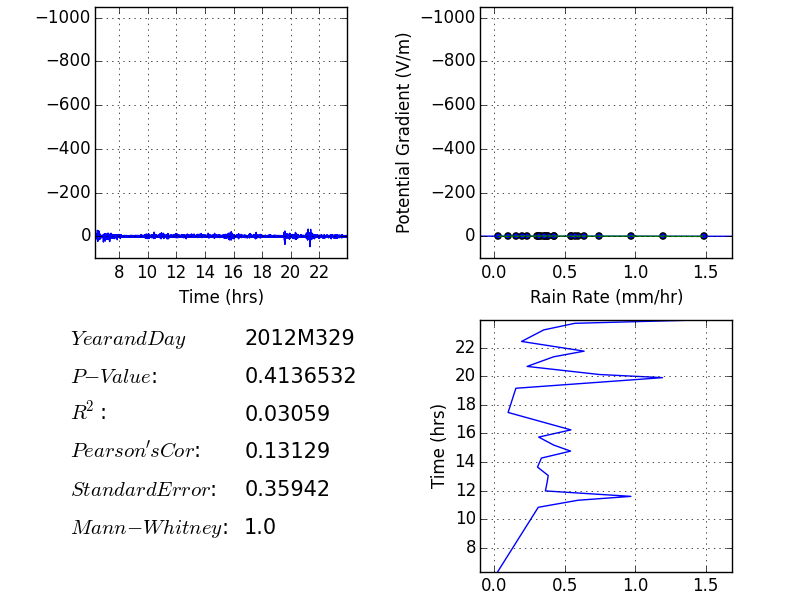 −1000
−800
−600
−400
−200
0
8 10 12 14 16 18 20 22
Time (hrs)
Potential Gradient (V/m)
−1000
−800
−600
−400
−200
0
0.0 0.5 1.0 1.5
Rain Rate (mm/hr)
YearandDay 2012M329
P−Value: 0.4136532
R²: 0.03059
Pearson'sCor: 0.13129
StandardError: 0.35942
Mann−Whitney: 1.0
Time (hrs)
22
20
18
16
14
12
10
8
0.0 0.5 1.0 1.5